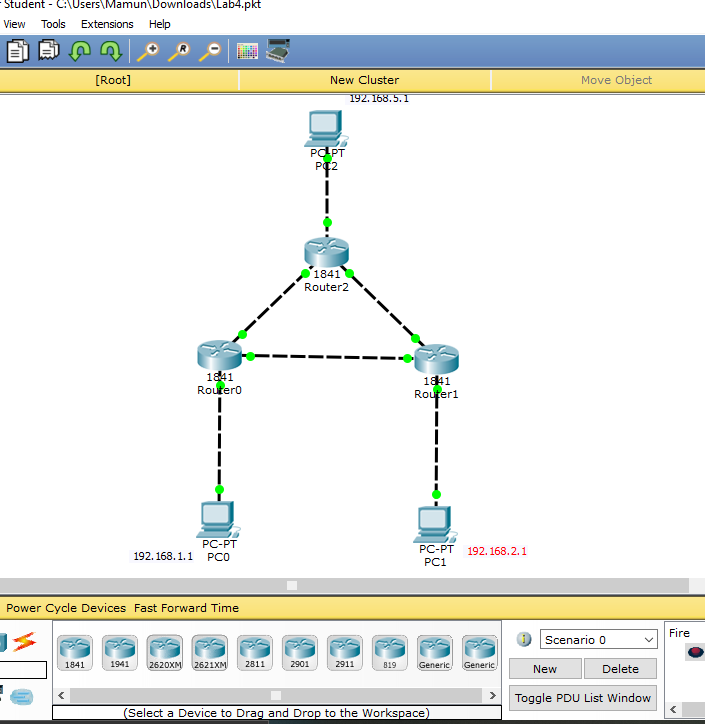 r Student - C:\Users\Mamun\Downloads\Lab4.pkt
View Tools Extensions Help
[Root] New Cluster Move Object
192.168.5.1
PC-PT
PC2
1841
Router2
1841
Router0
1841
Router1
PC-PT
PC0
192.168.1.1
PC-PT
PC1
192.168.2.1
Power Cycle Devices Fast Forward Time
1841 1941 2620XM 2621XM 2811 2901 2911 819 Generic Generic
(Select a Device to Drag and Drop to the Workspace)
Scenario 0
New Delete
Toggle PDU List Window
Fire